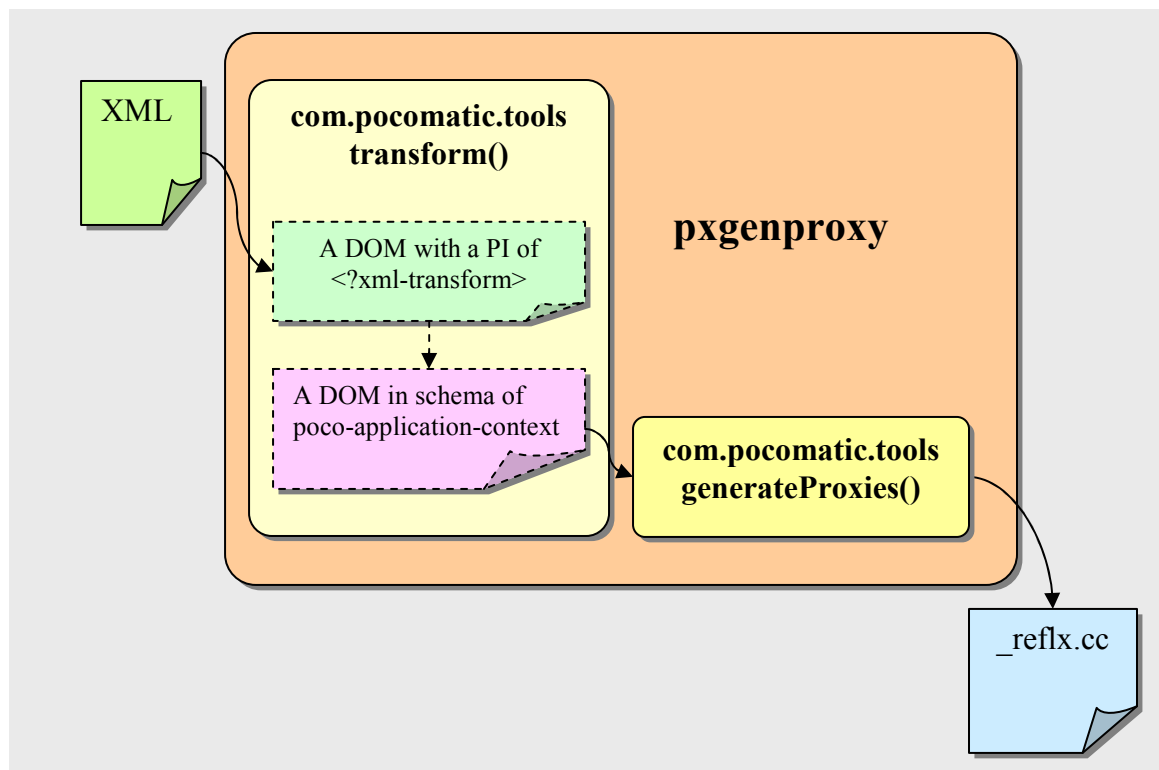 XML
com.pocomatic.tools
transform()
pxgenproxy
A DOM with a PI of
<?xml-transform>
A DOM in schema of
poco-application-context
com.pocomatic.tools
generateProxies()
_reflx.cc